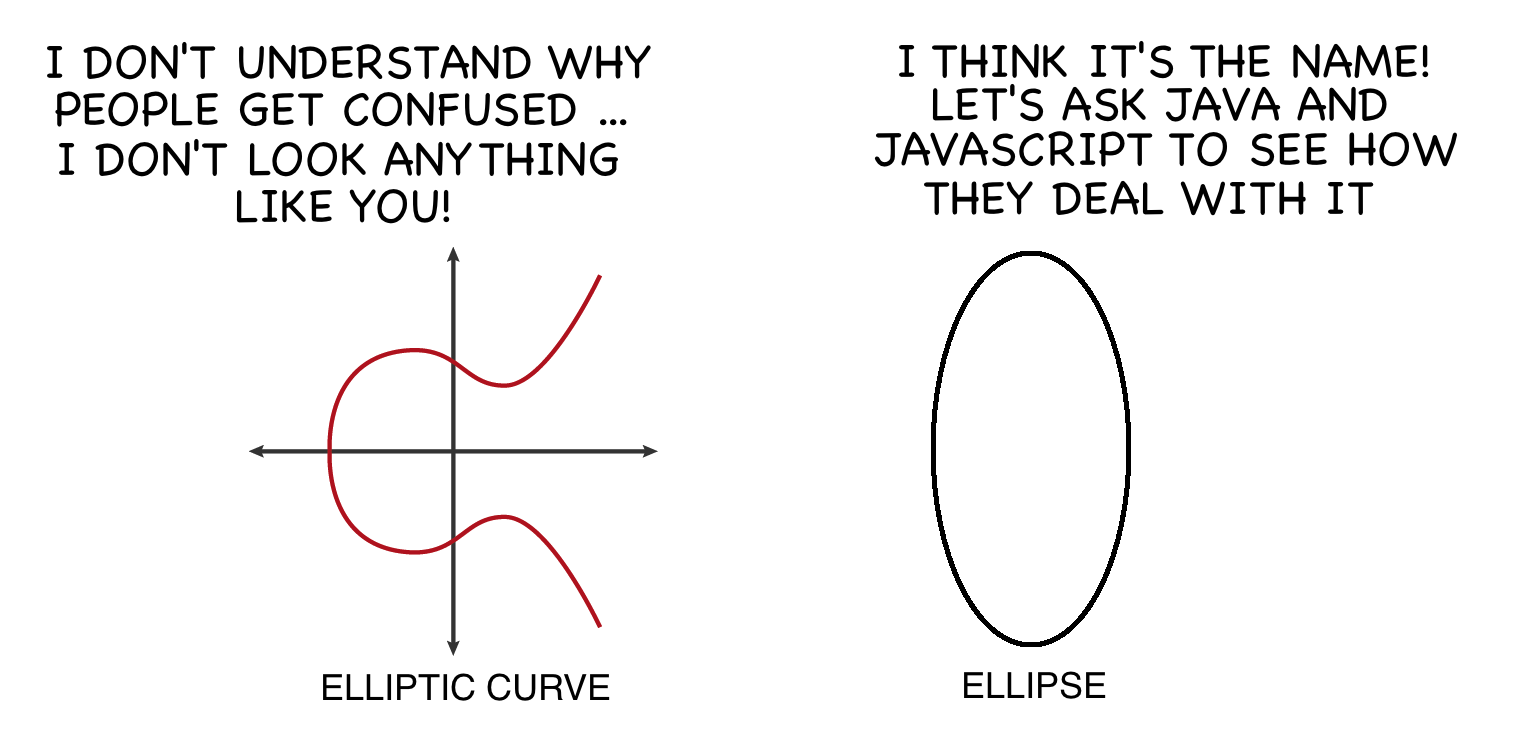 I DON'T UNDERSTAND WHY
PEOPLE GET CONFUSED ...
I DON'T LOOK ANYTHING
LIKE YOU!
I THINK IT'S THE NAME!
LET'S ASK JAVA AND
JAVASCRIPT TO SEE HOW
THEY DEAL WITH IT
ELLIPTIC CURVE
ELLIPSE